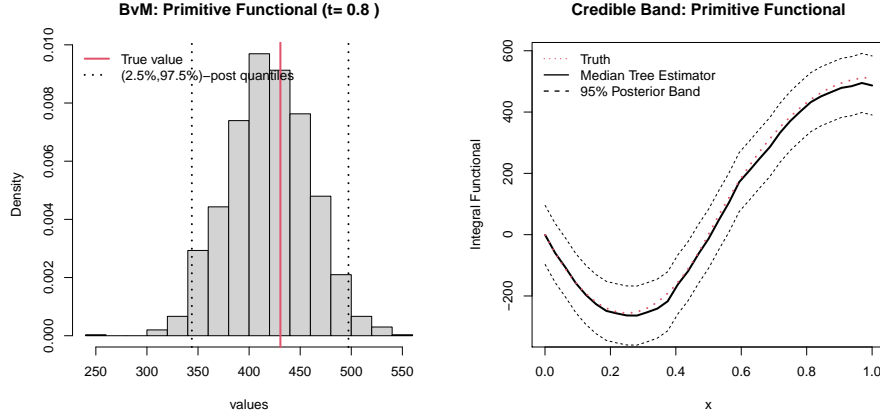 BvM: Primitive Functional (t= 0.8 )
True value
(2.5%,97.5%)−post quantiles
Density
0.000
0.002
0.004
0.006
0.008
0.010
250 300 350 400 450 500 550
values
Credible Band: Primitive Functional
Truth
Median Tree Estimator
95% Posterior Band
Integral Functional
−200
0
200
400
600
0.0 0.2 0.4 0.6 0.8 1.0
x